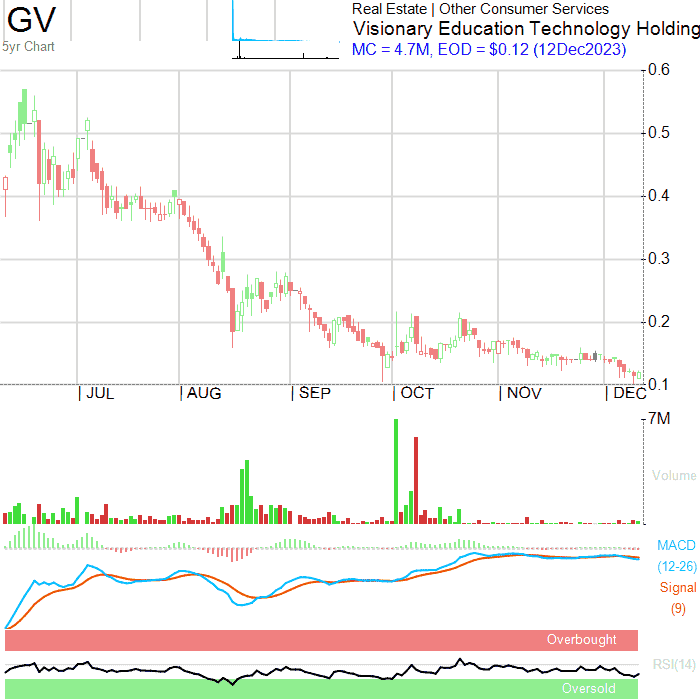 GV
5yr Chart
Real Estate | Other Consumer Services
Visionary Education Technology Holding
MC = 4.7M, EOD = $0.12 (12Dec2023)
0.6
0.5
0.4
0.3
0.2
0.1
| JUL | AUG | SEP | OCT | NOV | DEC
7M
Volume
MACD
(12-26)
Signal
(9)
Overbought
RSI(14)
Oversold